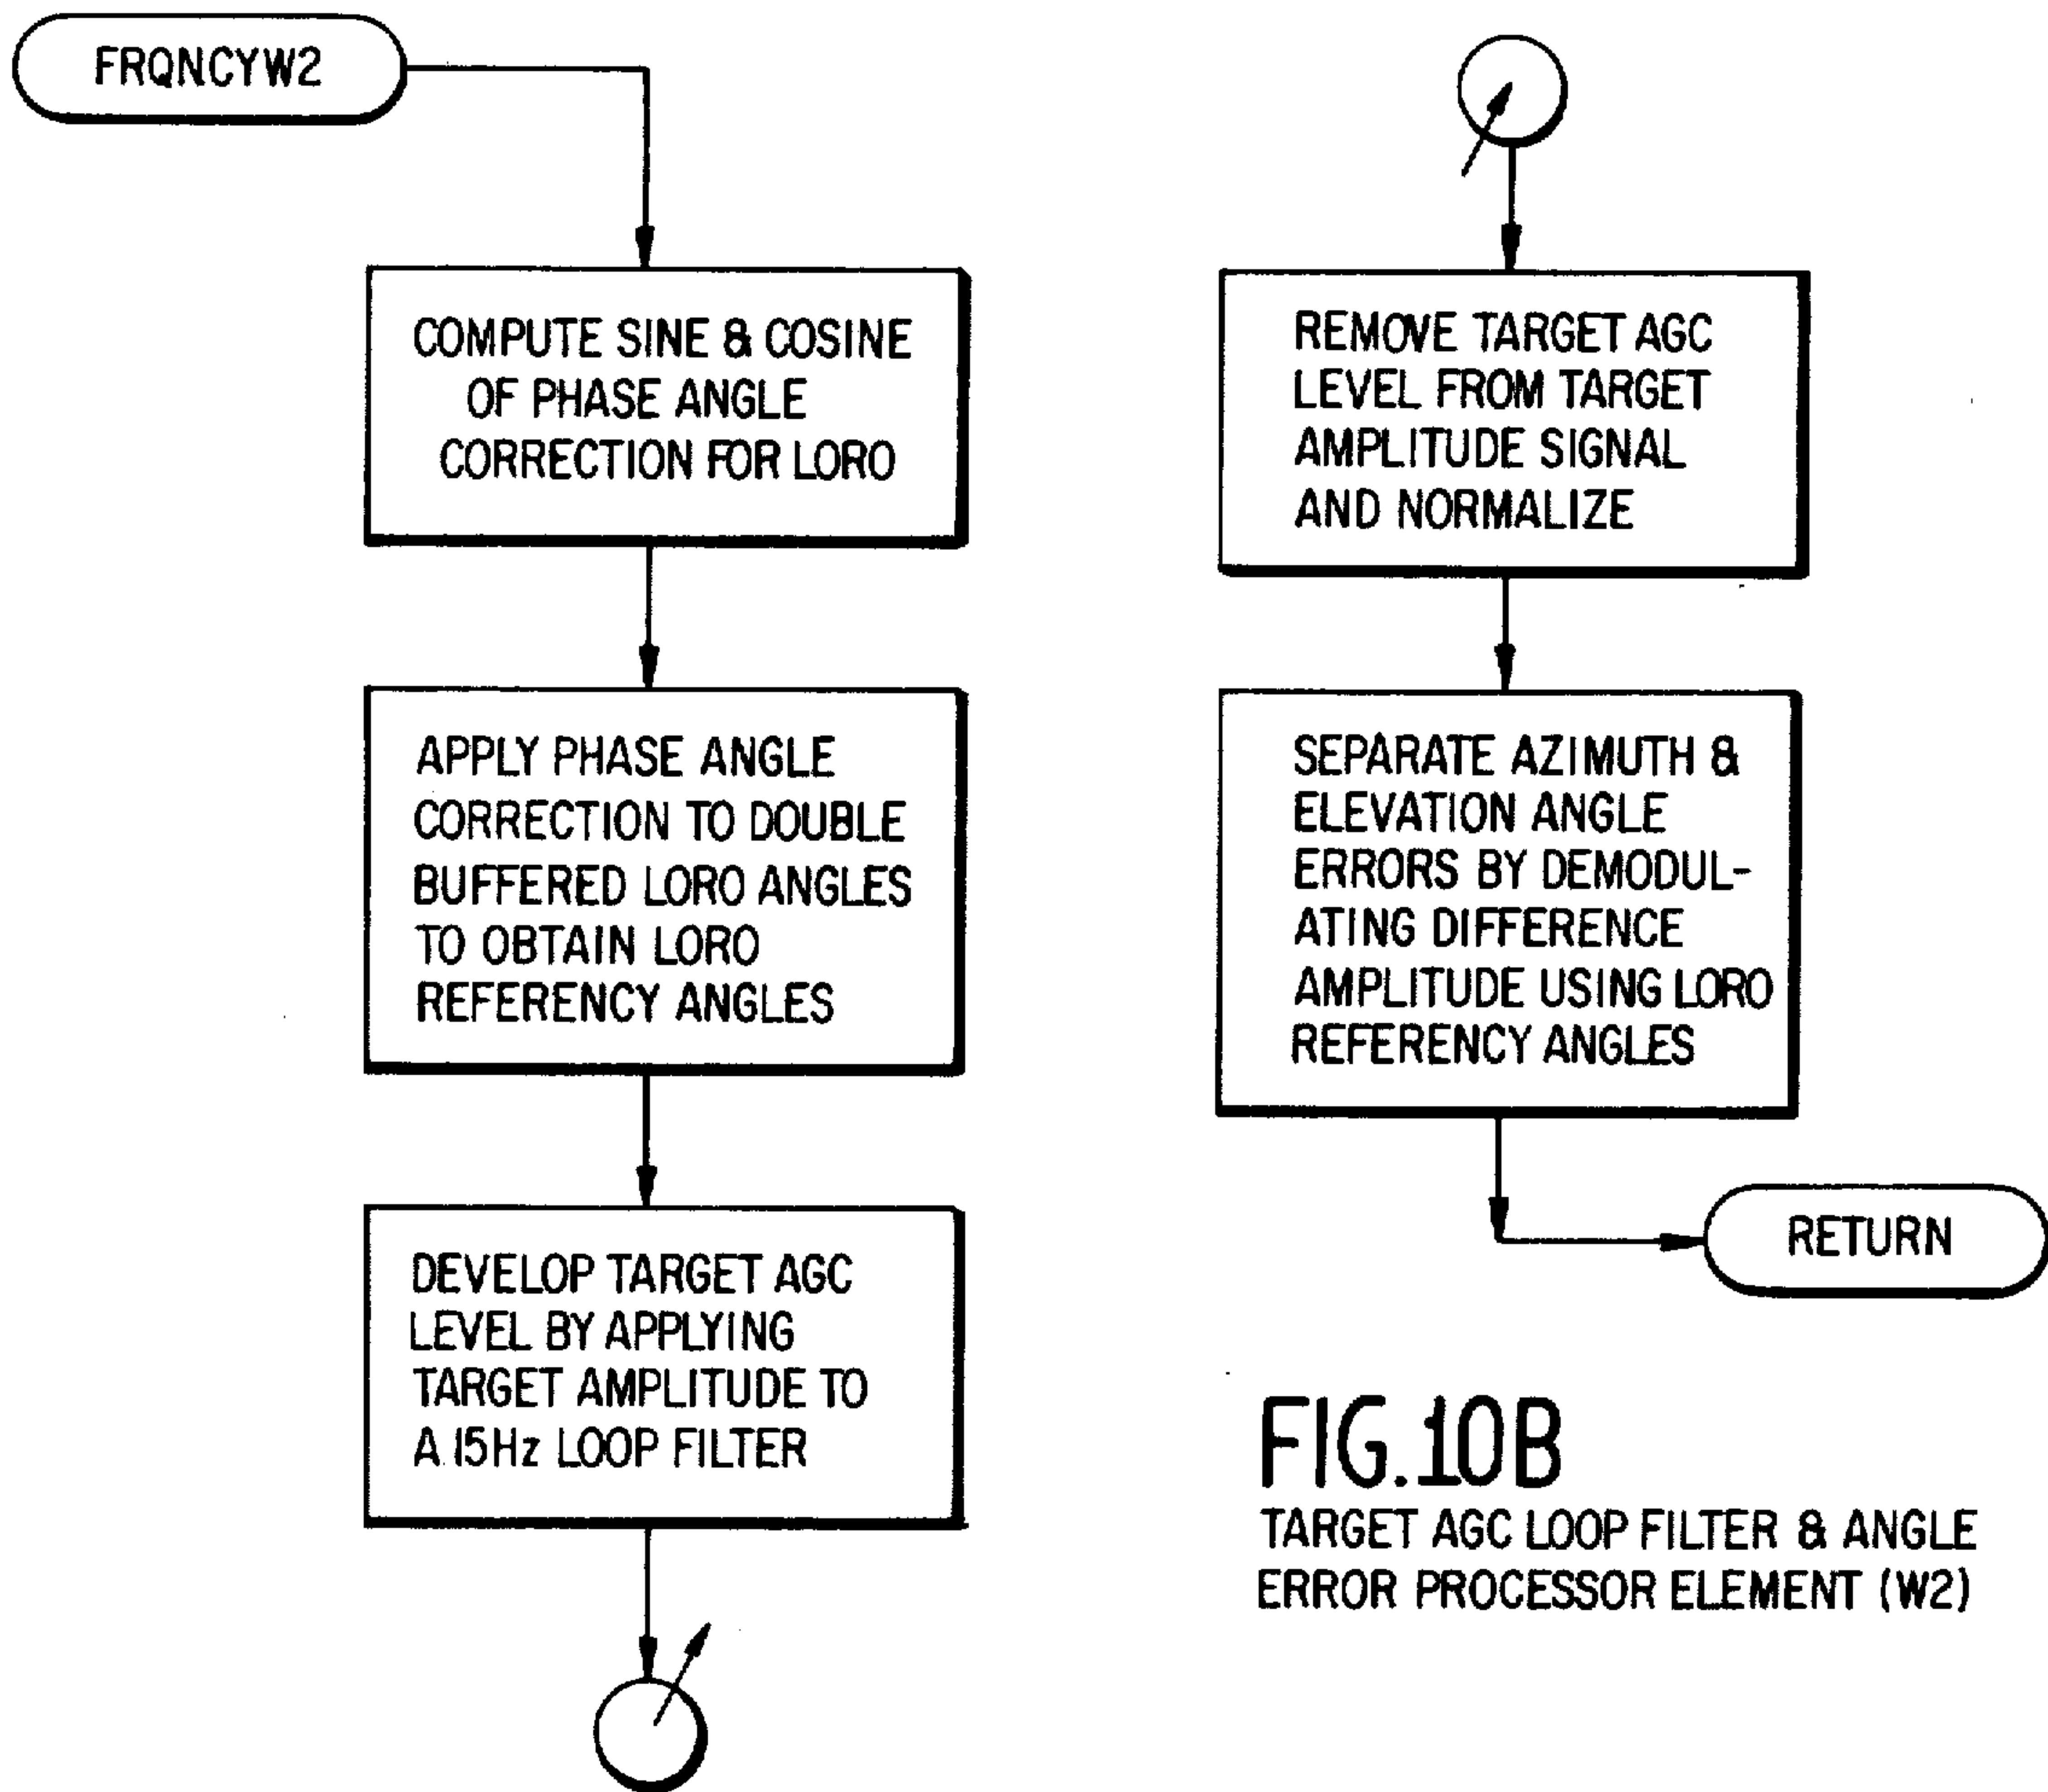 FRQNCYW2
COMPUTE SINE & COSINE
OF PHASE ANGLE
CORRECTION FOR LORO
APPLY PHASE ANGLE
CORRECTION TO DOUBLE
BUFFERED LORO ANGLES
TO OBTAIN LORO
REFERENCY ANGLES
DEVELOP TARGET AGC
LEVEL BY APPLYING
TARGET AMPLITUDE TO
A 15Hz LOOP FILTER
REMOVE TARGET AGC
LEVEL FROM TARGET
AMPLITUDE SIGNAL
AND NORMALIZE
SEPARATE AZIMUTH &
ELEVATION ANGLE
ERRORS BY DEMODUL-
ATING DIFFERENCE
AMPLITUDE USING LORO
REFERENCY ANGLES
RETURN
FIG.10B
TARGET AGC LOOP FILTER & ANGLE
ERROR PROCESSOR ELEMENT (W2)